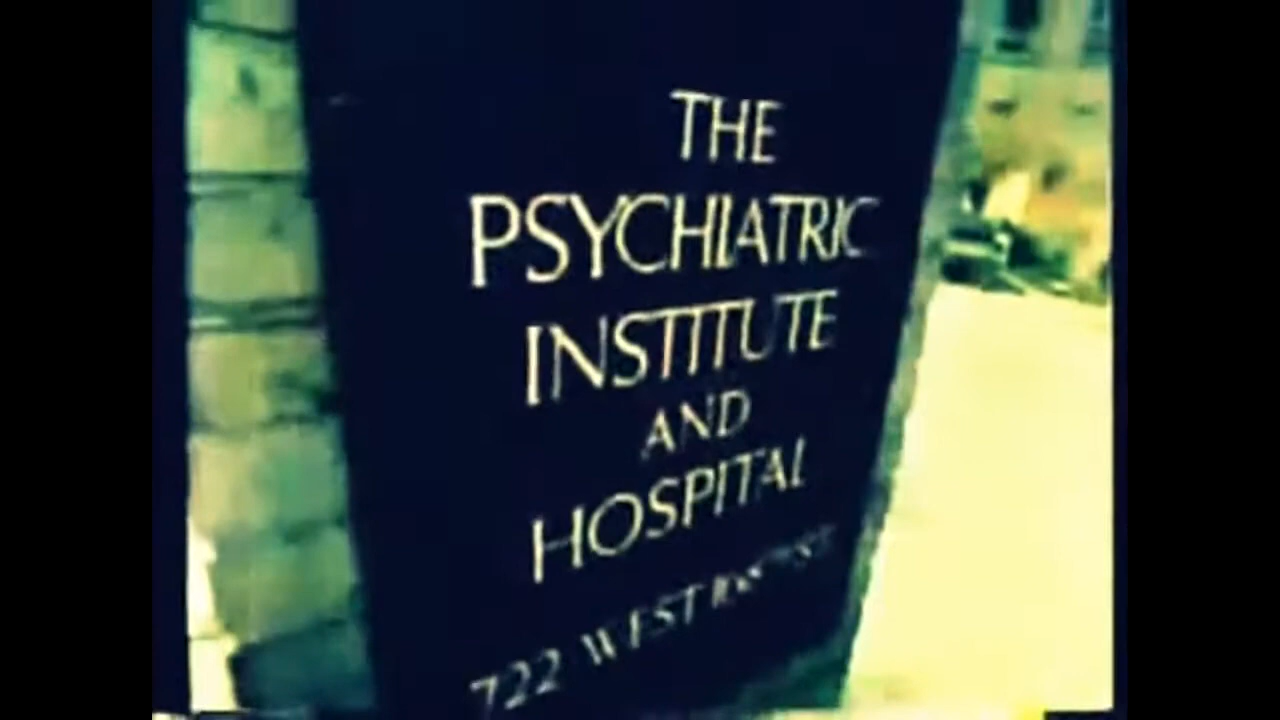 THE
PSYCHIATRIC
INSTITUTE
AND
HOSPITAL
722 WEST